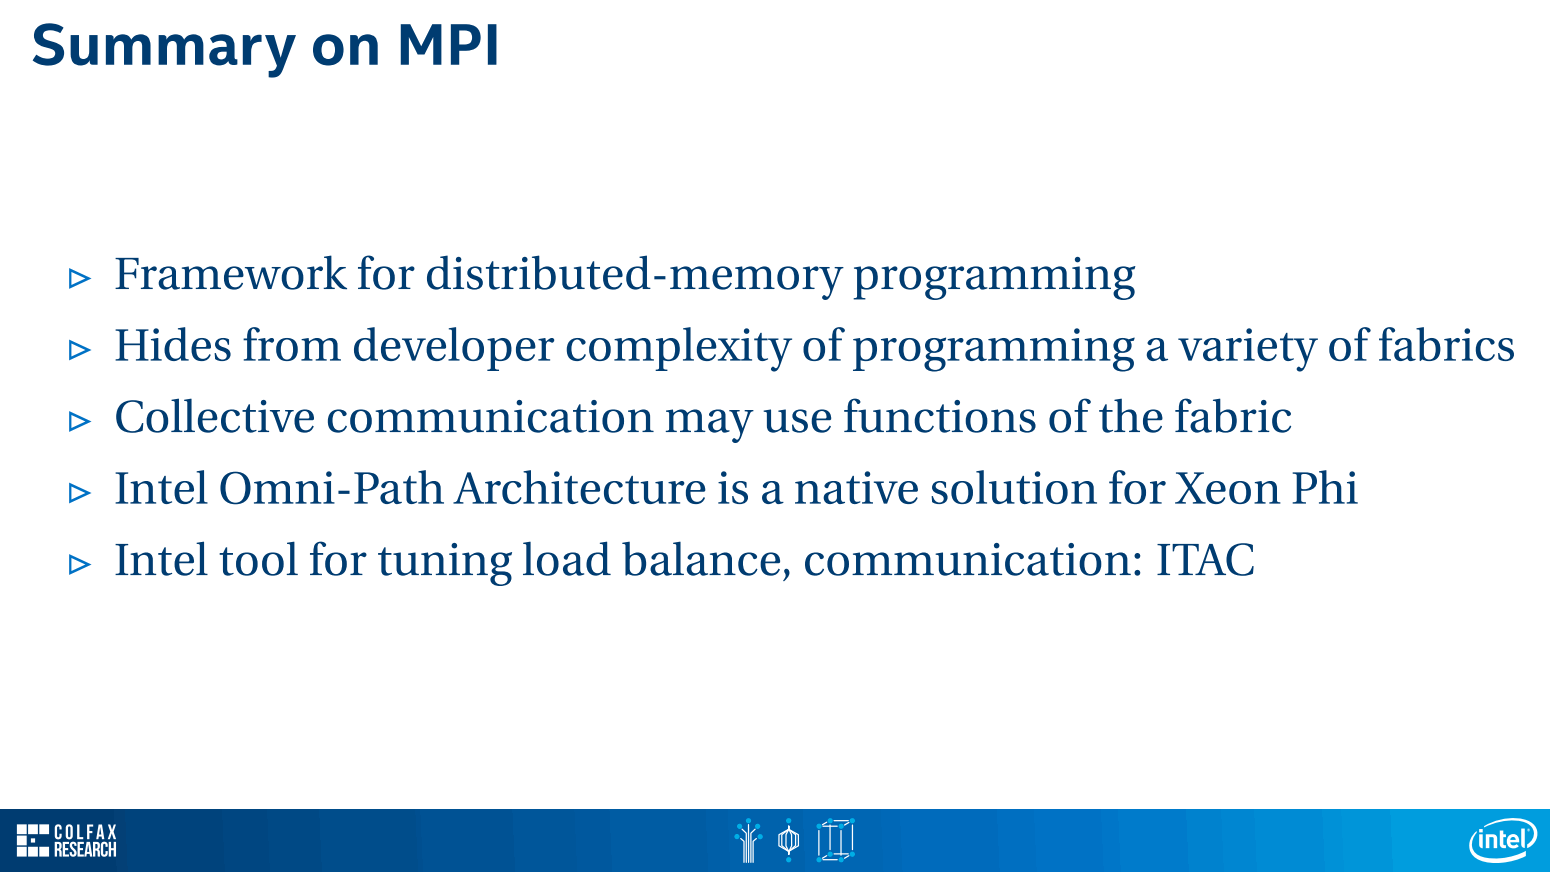 Summary on MPI
Framework for distributed-memory programming
Hides from developer complexity of programming a variety of fabrics
Collective communication may use functions of the fabric
Intel Omni-Path Architecture is a native solution for Xeon Phi
Intel tool for tuning load balance, communication: ITAC
COLFAX
RESEARCH
intel